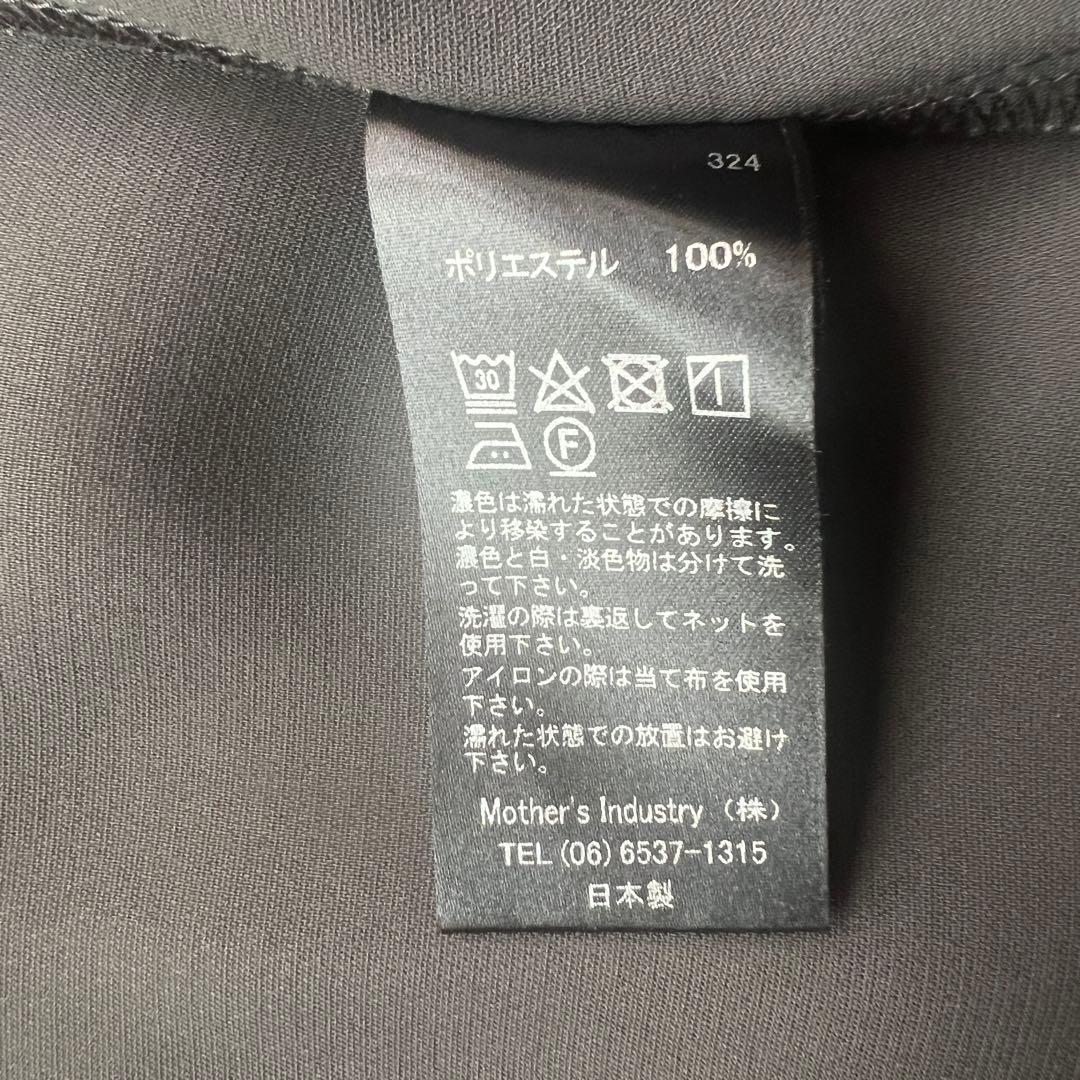 324
ポリエステル 100%
30
F
濃色は濡れた状態での摩擦に
より移染することがあります。
濃色と白・淡色物は分けて洗
って下さい。
洗濯の際は裏返してネットを
使用下さい。
アイロンの際は当て布を使用
下さい。
濡れた状態での放置はお避け
下さい。
Mother's Industry（株）
TEL (06) 6537-1315
日本製